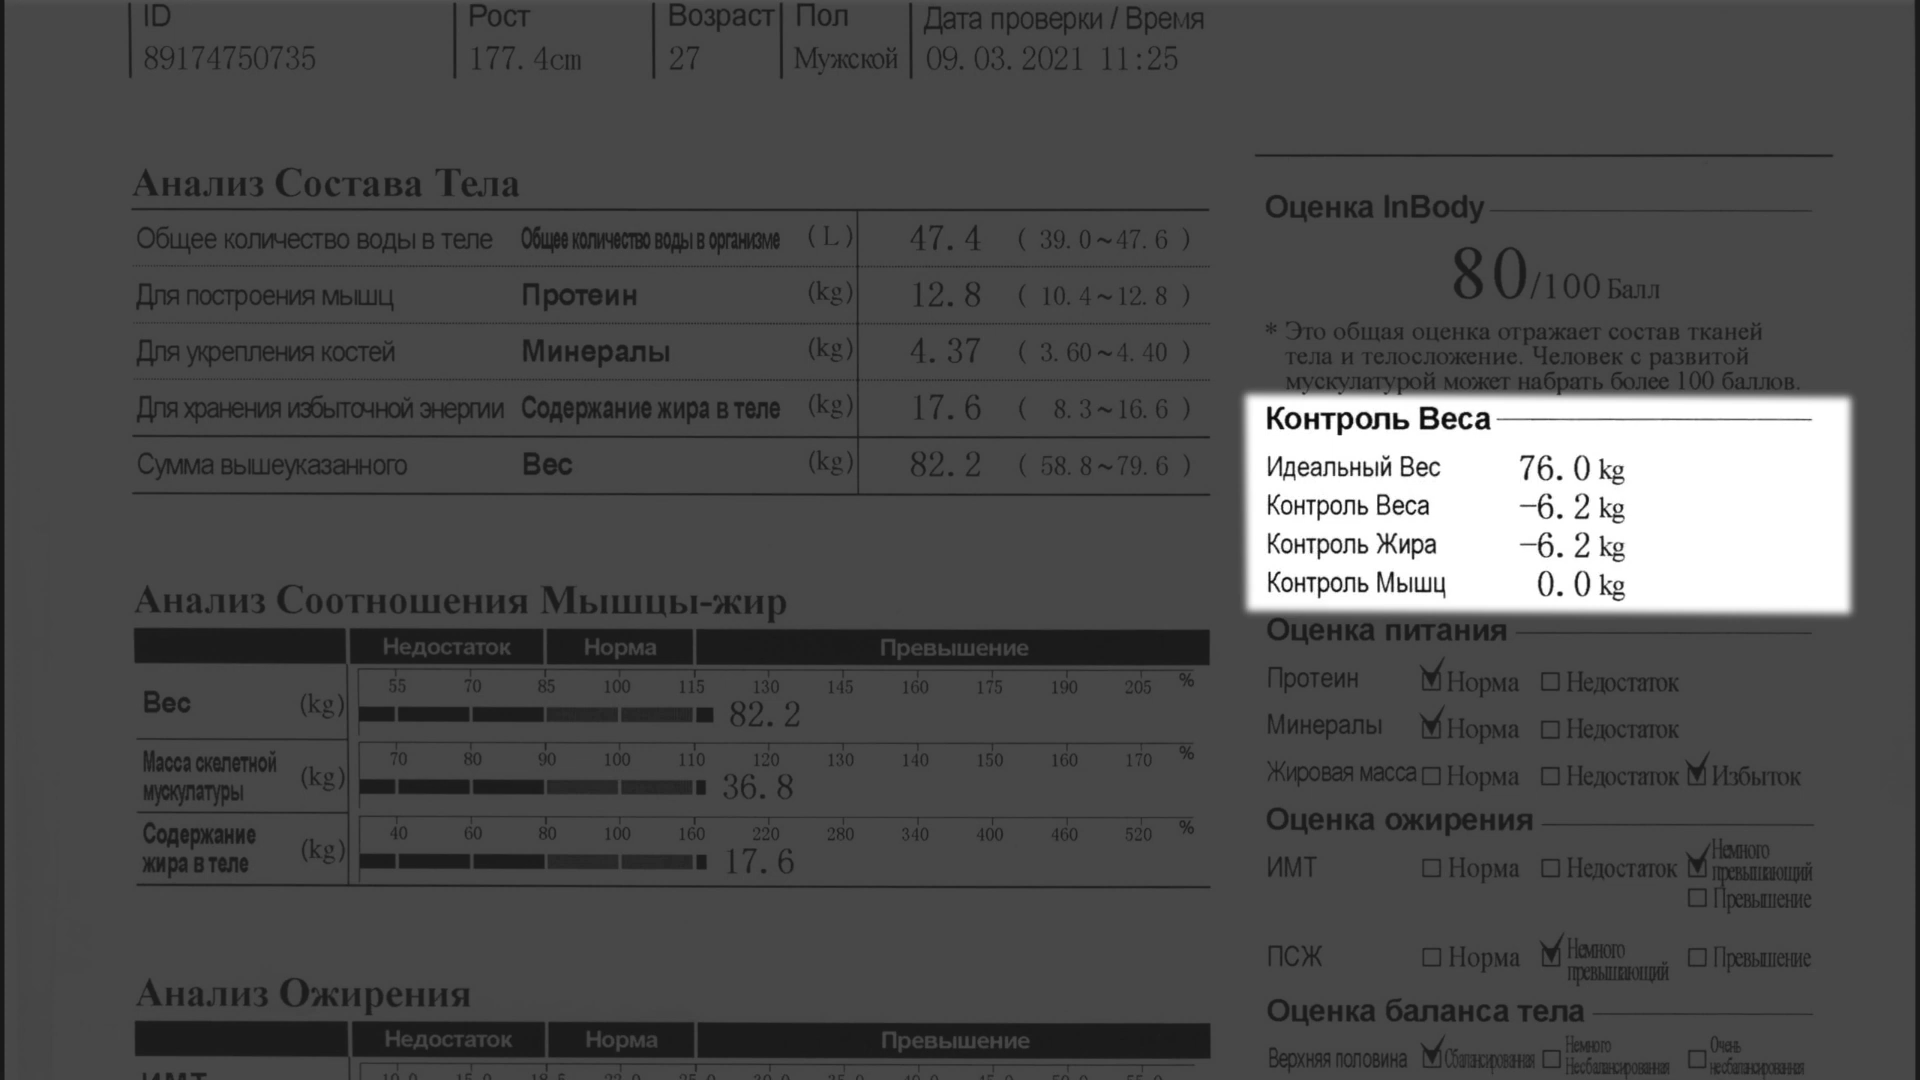 ID Рост Возраст Пол Дата проверки / Время
89174750735 177. 4cm 27 Мужской 09. 03. 2021 11:25
Анализ Состава Тела
Общее количество воды в теле Общее количество воды в организме (L) 47. 4 ( 39. 0~47. 6 )
Для построения мышц Протеин (kg) 12. 8 ( 10. 4~12. 8 )
Для укрепления костей Минералы (kg) 4. 37 ( 3. 60~4. 40 )
Для хранения избыточной энергии Содержание жира в теле (kg) 17. 6 ( 8. 3~16. 6 )
Сумма вышеуказанного Вес (kg) 82. 2 ( 58. 8~79. 6 )
Анализ Соотношения Мышцы-жир
Недостаток Норма Превышение
55 70 85 100 115 130 145 160 175 190 205 %
Вес (kg) 82. 2
70 80 90 100 110 120 130 140 150 160 170 %
Масса скелетной
мускулатуры (kg) 36. 8
40 60 80 100 160 220 280 340 400 460 520 %
Содержание
жира в теле (kg) 17. 6
Анализ Ожирения
Недостаток Норма Превышение
ИМТ
Оценка InBody
80/100 Балл
* Это общая оценка отражает состав тканей
тела и телосложение. Человек с развитой
мускулатурой может набрать более 100 баллов.
Контроль Веса
Идеальный Вес 76. 0 kg
Контроль Веса −6. 2 kg
Контроль Жира −6. 2 kg
Контроль Мышц 0. 0 kg
Оценка питания
Протеин Норма Недостаток
Минералы Норма Недостаток
Жировая масса Норма Недостаток Избыток
Оценка ожирения
ИМТ Норма Недостаток Немного
превышающий
Превышение
ПСЖ Норма Немного
превышающий Превышение
Оценка баланса тела
Верхняя половина Сбалансированная Немного
Несбалансированная Очень
несбалансированная